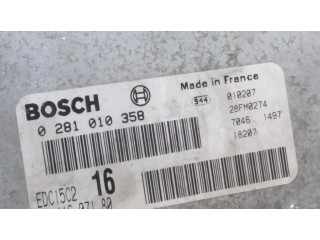 Made in France
BOSCH
S44
010207
28FM0274
0 281 010 358
7046 1497
18207
16
EDC15C2